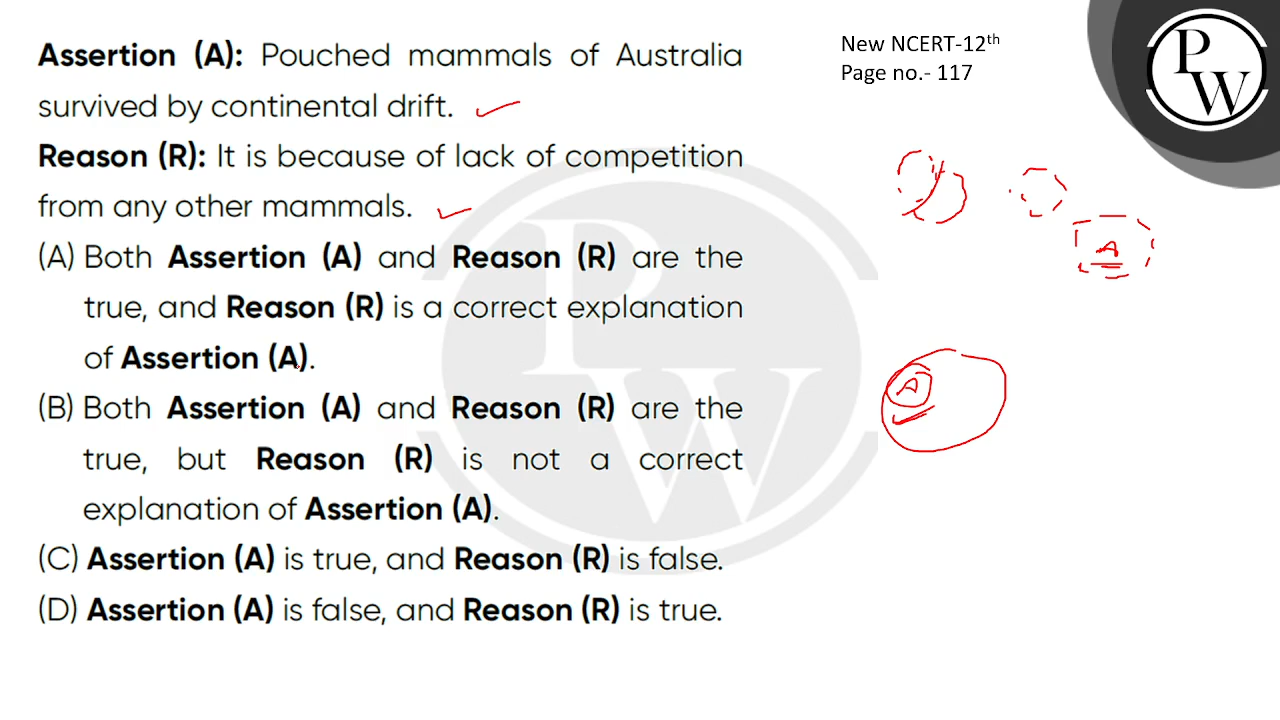 Assertion (A): Pouched mammals of Australia
survived by continental drift.
Reason (R): It is because of lack of competition
from any other mammals.
(A) Both Assertion (A) and Reason (R) are the
true, and Reason (R) is a correct explanation
of Assertion (A).
(B) Both Assertion (A) and Reason (R) are the
true, but Reason (R) is not a correct
explanation of Assertion (A).
(C) Assertion (A) is true, and Reason (R) is false.
(D) Assertion (A) is false, and Reason (R) is true.
New NCERT-12th
Page no.- 117
P
W
A
A
P
W